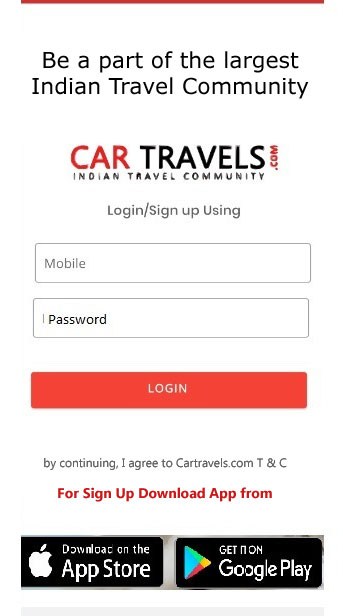 Be a part of the largest
Indian Travel Community
CAR TRAVELS.COM
INDIAN TRAVEL COMMUNITY
Login/Sign up Using
Mobile
Password
LOGIN
by continuing, I agree to Cartravels.com T & C
For Sign Up Download App from
Download on the
App Store
GET IT ON
Google Play